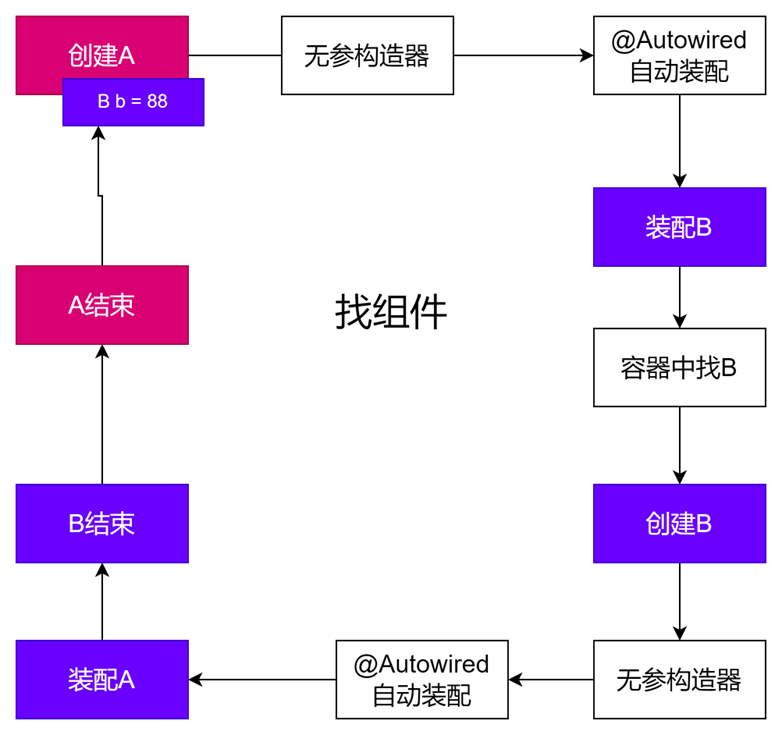 创建A
B b = 88
无参构造器
@Autowired
自动装配
装配B
容器中找B
创建B
无参构造器
@Autowired
自动装配
装配A
B结束
A结束
找组件